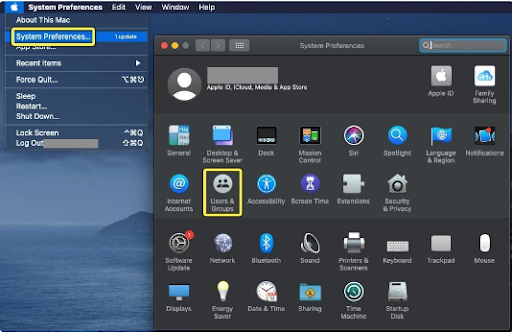 System Preferences Edit View Window Help
About This Mac
System Preferences... 1 update
App Store...
Recent Items
Force Quit... ⌥⌘⎋
Sleep
Restart...
Shut Down...
Lock Screen ^⌘Q
Log Out ⇧⌘Q
System Preferences
Search
Apple ID, iCloud, Media & App Store
Apple ID
Family
Sharing
General
Desktop &
Screen Saver
Dock
Mission
Control
Siri
Spotlight
Language
& Region
Notifications
Internet
Accounts
Users &
Groups
Accessibility
Screen Time
Extensions
Security
& Privacy
1
Software
Update
Network
Bluetooth
Sound
Printers &
Scanners
Keyboard
Trackpad
Mouse
Displays
Energy
Saver
Date & Time
Sharing
Time
Machine
Startup
Disk